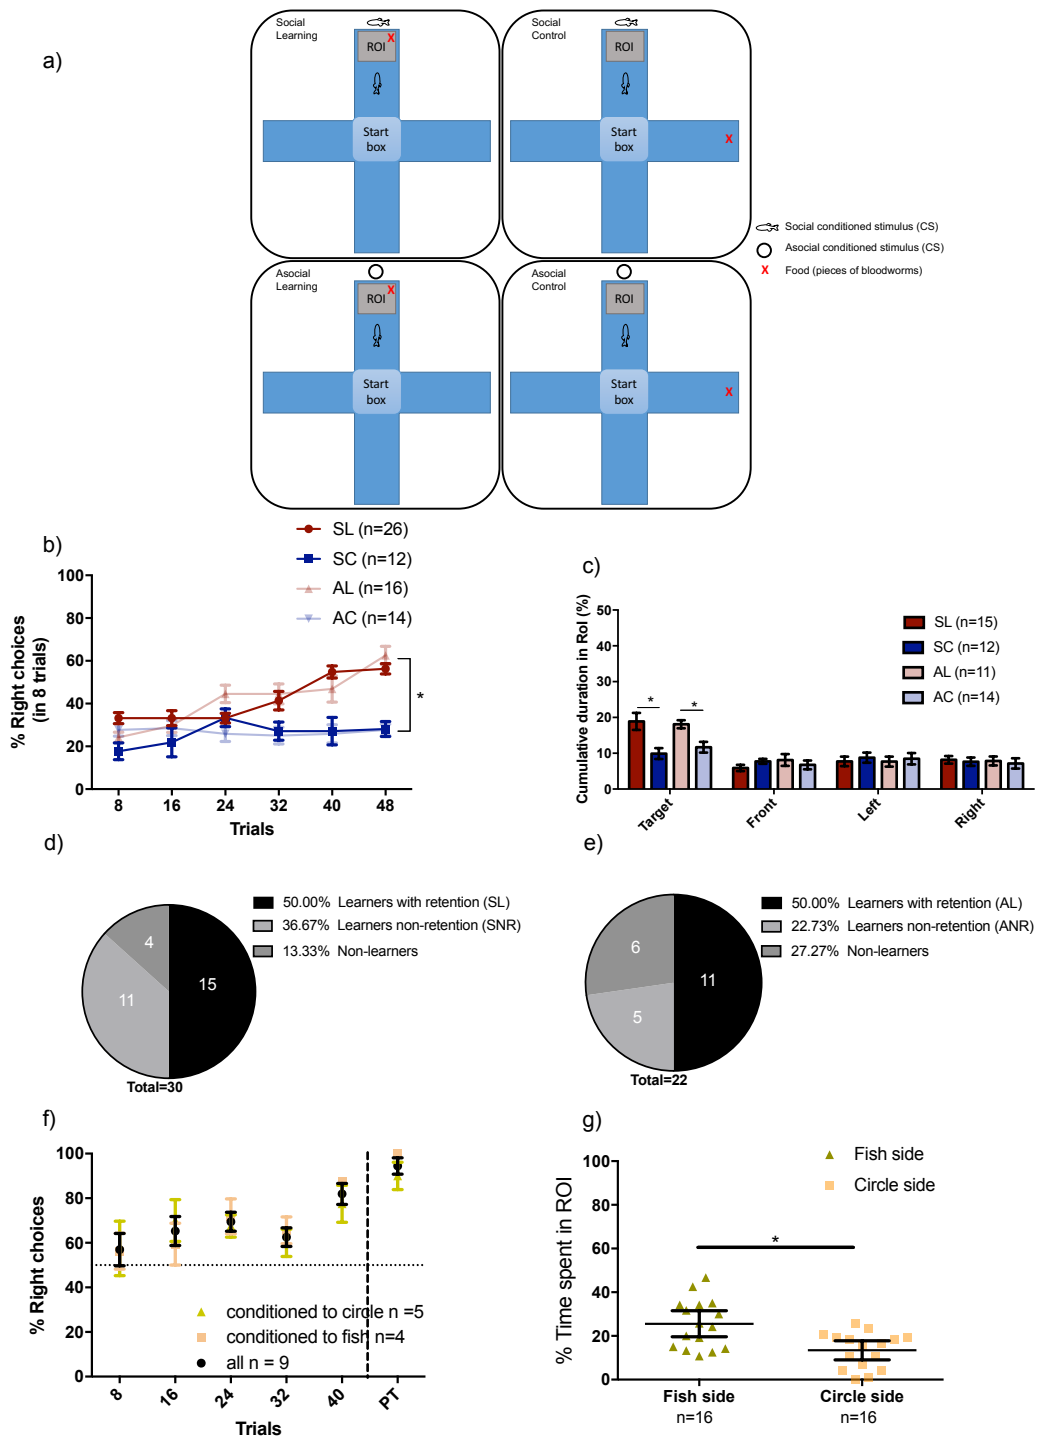 a)
Social
Learning
X
ROI
Start
box
Social
Control
ROI
Start
box
X
Social conditioned stimulus (CS)
Asocial conditioned stimulus (CS)
X Food (pieces of bloodworms)
Asocial
Learning
X
ROI
Start
box
Asocial
Control
ROI
Start
box
X
b)
SL (n=26)
SC (n=12)
AL (n=16)
AC (n=14)
% Right choices
(in 8 trials)
100
80
60
40
20
0
*
8 16 24 32 40 48
Trials
c)
Cumulative duration in RoI (%)
50
40
30
20
10
0
SL (n=15)
SC (n=12)
AL (n=11)
AC (n=14)
* *
Target Front Left Right
d)
4
15
11
Total=30
50.00% Learners with retention (SL)
36.67% Learners non-retention (SNR)
13.33% Non-learners
e)
6
11
5
Total=22
50.00% Learners with retention (AL)
22.73% Learners non-retention (ANR)
27.27% Non-learners
f)
% Right choices
100
80
60
40
20
0
conditioned to circle n =5
conditioned to fish n=4
all n = 9
8 16 24 32 40 PT
Trials
g)
Fish side
Circle side
% Time spent in ROI
100
80
60
40
20
0
*
Fish side Circle side
n=16 n=16